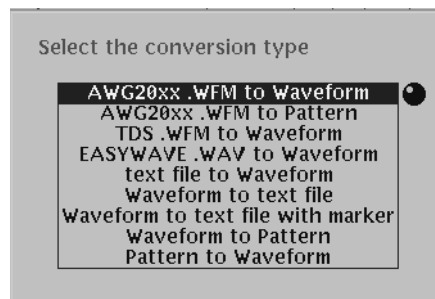 Select the conversion type
AWG20xx .WFM to Waveform
AWG20xx .WFM to Pattern
TDS .WFM to Waveform
EASYWAVE .WAV to Waveform
text file to Waveform
Waveform to text file
Waveform to text file with marker
Waveform to Pattern
Pattern to Waveform